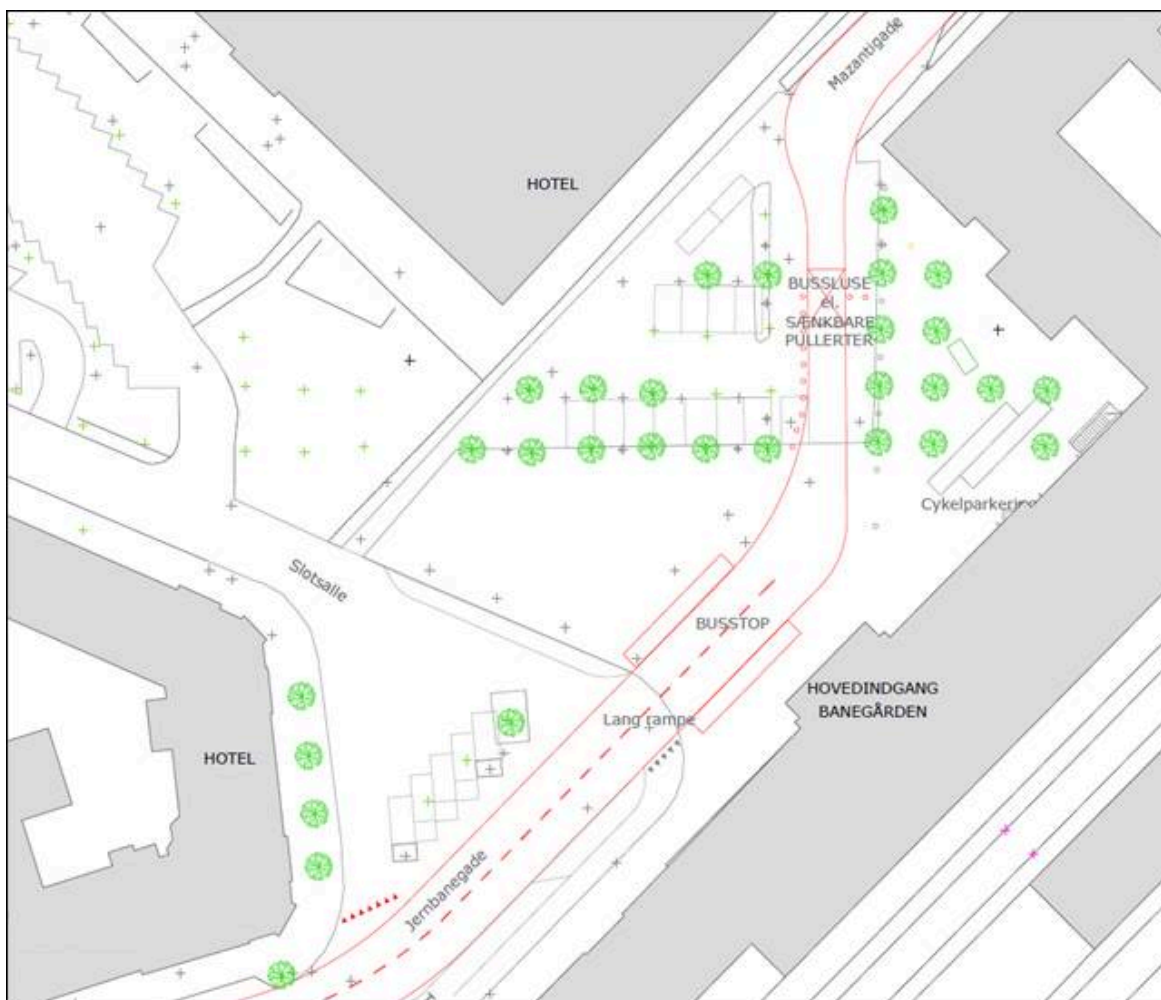 Mazantigade
HOTEL
BUSSLUSE
el.
SÆNKBARE
PULLERTER
Cykelparkering
Slotsalle
BUSSTOP
HOVEDINDGANG
BANEGÅRDEN
Lang rampe
HOTEL
Jernbanegade